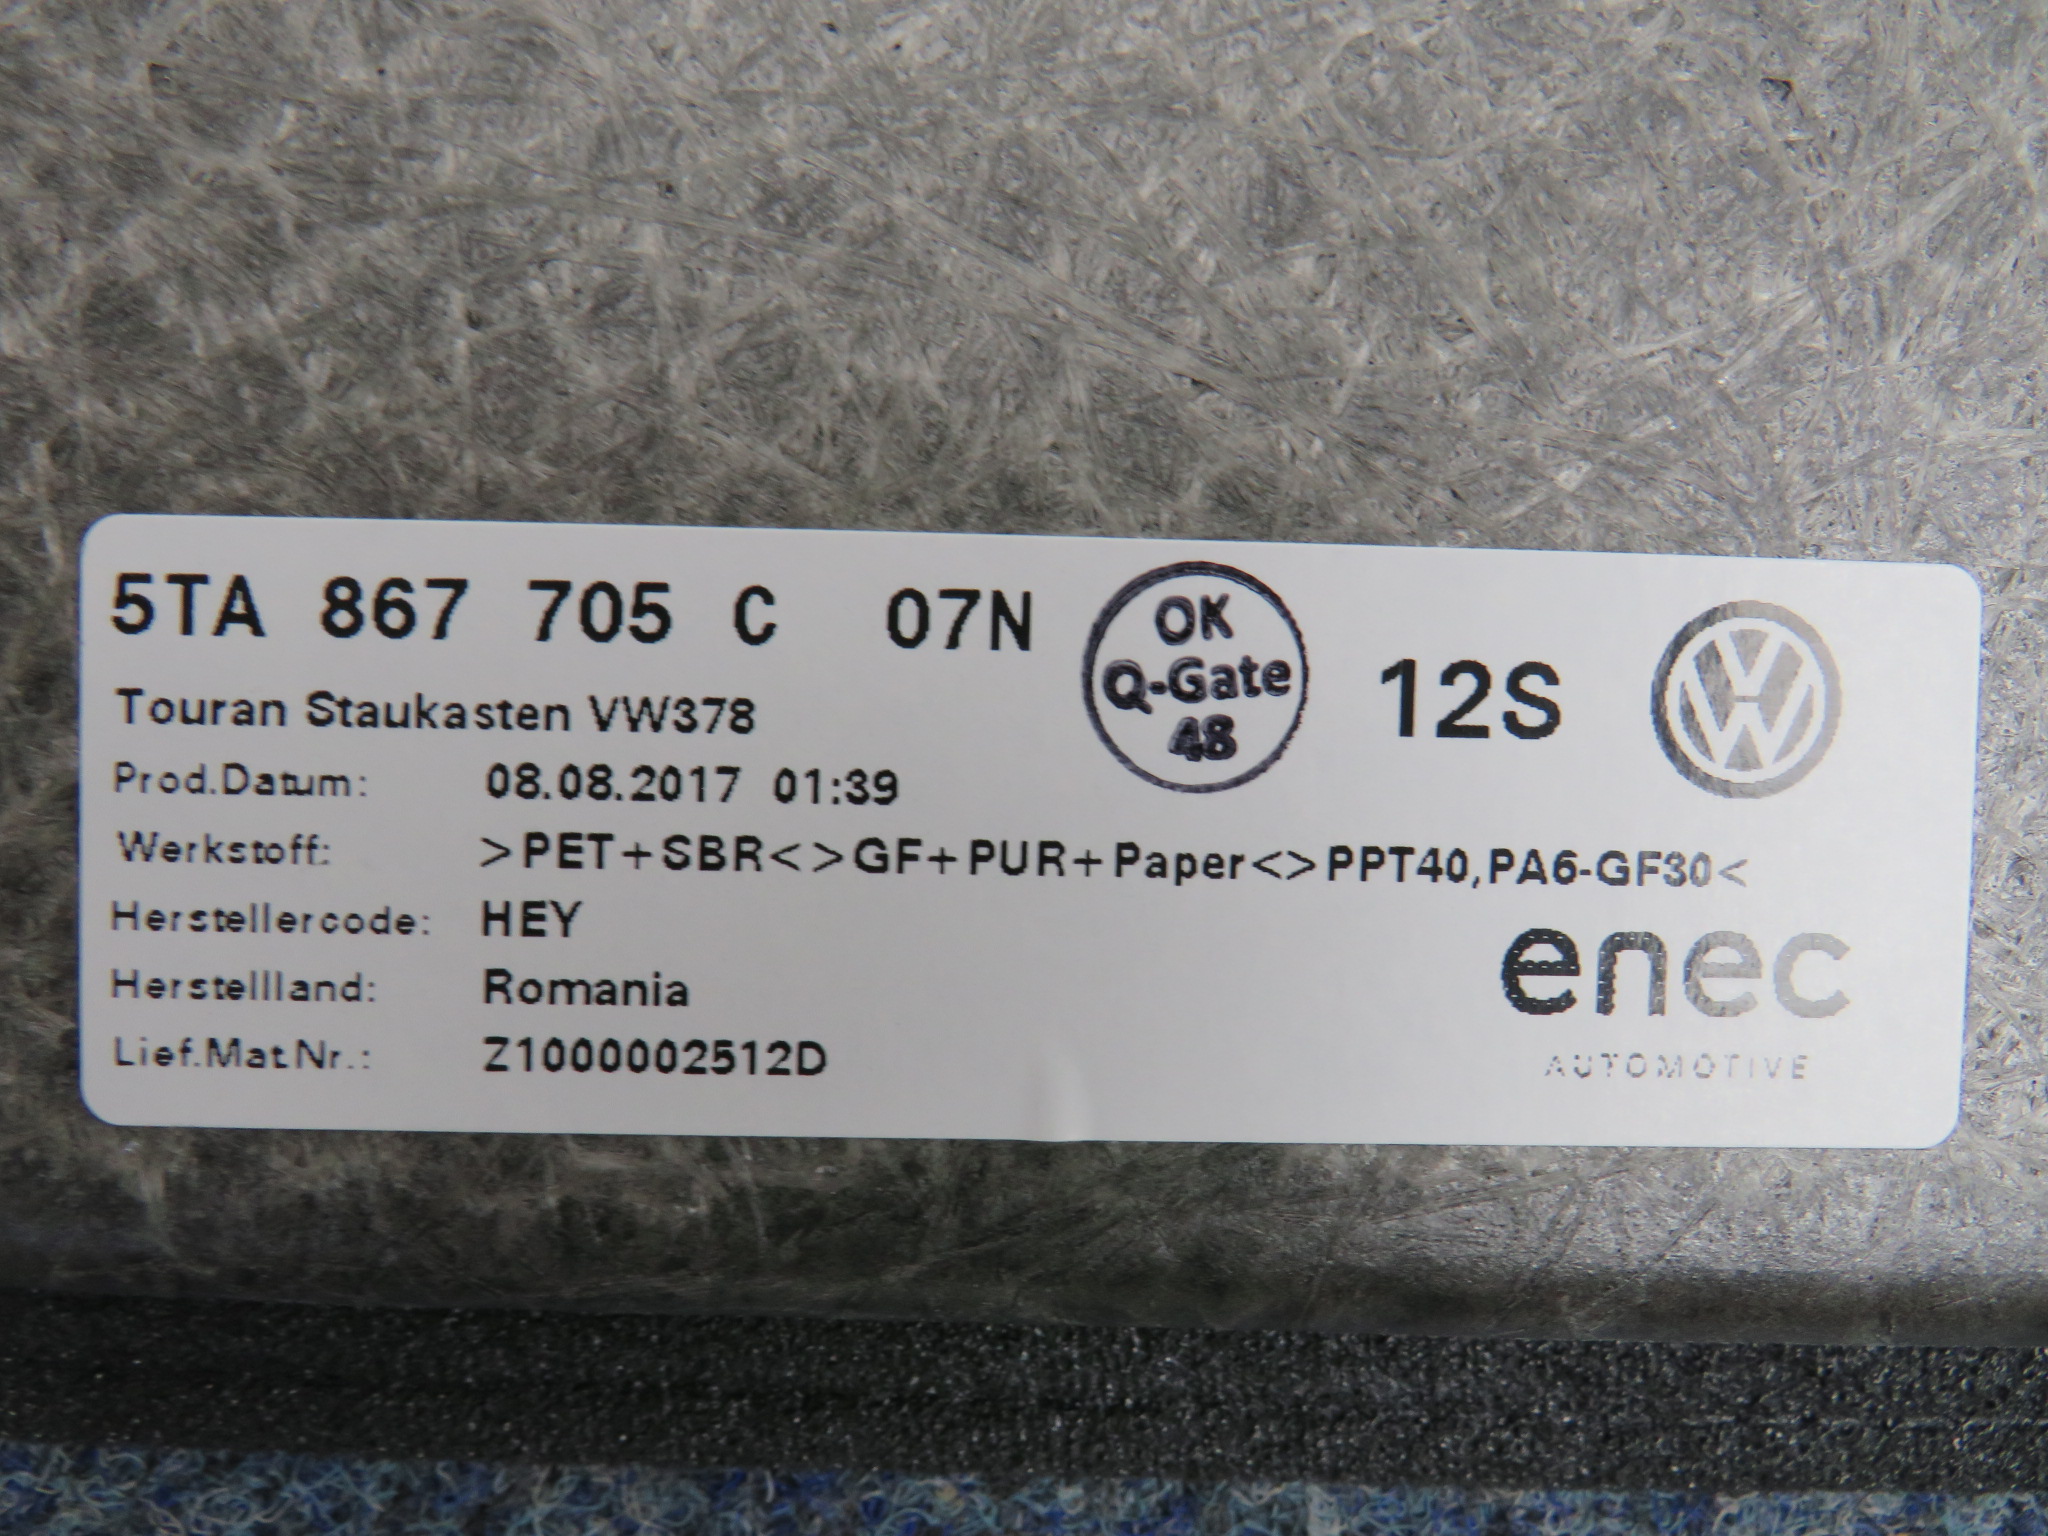 5TA 867 705 C 07N
OK
Q-Gate
48
12S
Touran Staukasten VW378
Prod.Datum: 08.08.2017 01:39
Werkstoff: >PET+SBR<>GF+PUR+Paper<>PPT40,PA6-GF30<
Herstellercode: HEY
Herstellland: Romania
Lief.Mat.Nr.: Z1000002512D
enec
AUTOMOTIVE